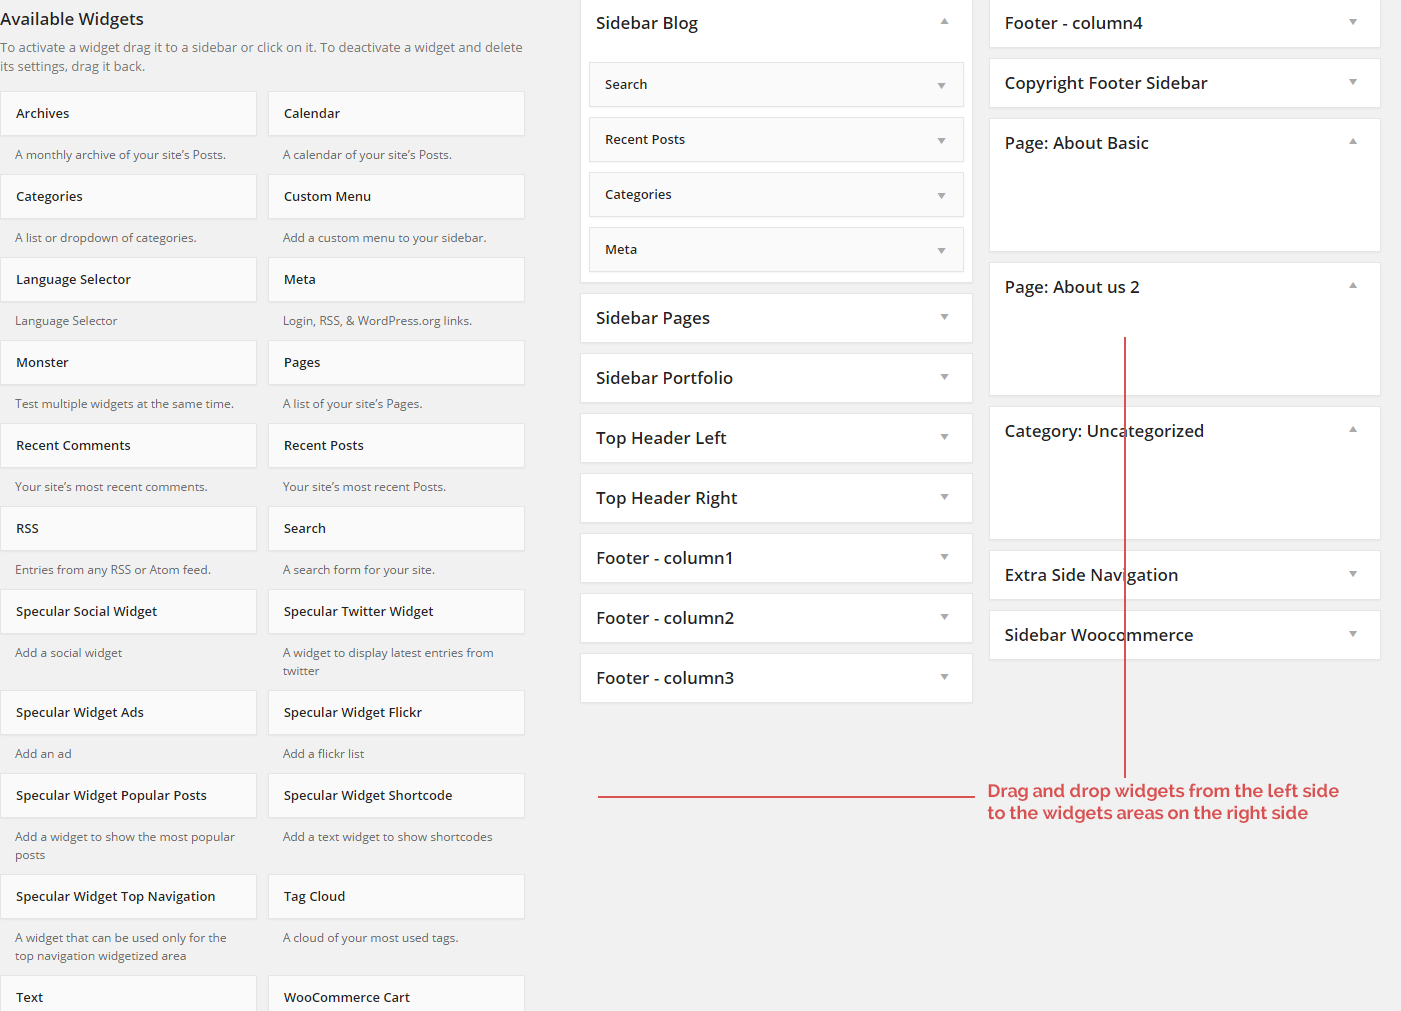 Available Widgets
To activate a widget drag it to a sidebar or click on it. To deactivate a widget and delete
its settings, drag it back.
Archives
A monthly archive of your site's Posts.
Calendar
A calendar of your site's Posts.
Categories
A list or dropdown of categories.
Custom Menu
Add a custom menu to your sidebar.
Language Selector
Language Selector
Meta
Login, RSS, & WordPress.org links.
Monster
Test multiple widgets at the same time.
Pages
A list of your site's Pages.
Recent Comments
Your site's most recent comments.
Recent Posts
Your site's most recent Posts.
RSS
Entries from any RSS or Atom feed.
Search
A search form for your site.
Specular Social Widget
Add a social widget
Specular Twitter Widget
A widget to display latest entries from
twitter
Specular Widget Ads
Add an ad
Specular Widget Flickr
Add a flickr list
Specular Widget Popular Posts
Add a widget to show the most popular
posts
Specular Widget Shortcode
Add a text widget to show shortcodes
Specular Widget Top Navigation
A widget that can be used only for the
top navigation widgetized area
Tag Cloud
A cloud of your most used tags.
Text
WooCommerce Cart
Sidebar Blog
Search
Recent Posts
Categories
Meta
Sidebar Pages
Sidebar Portfolio
Top Header Left
Top Header Right
Footer - column1
Footer - column2
Footer - column3
Footer - column4
Copyright Footer Sidebar
Page: About Basic
Page: About us 2
Category: Uncategorized
Extra Side Navigation
Sidebar Woocommerce
Drag and drop widgets from the left side
to the widgets areas on the right side